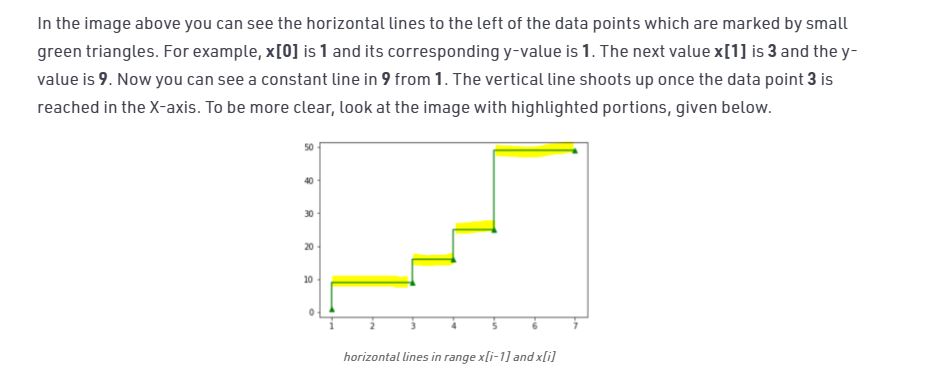 In the image above you can see the horizontal lines to the left of the data points which are marked by small
green triangles. For example, x[0] is 1 and its corresponding y-value is 1. The next value x[1] is 3 and the y-
value is 9. Now you can see a constant line in 9 from 1. The vertical line shoots up once the data point 3 is
reached in the X-axis. To be more clear, look at the image with highlighted portions, given below.
50
40
30
20
10
0
1 2 3 4 5 6 7
horizontal lines in range x[i-1] and x[i]